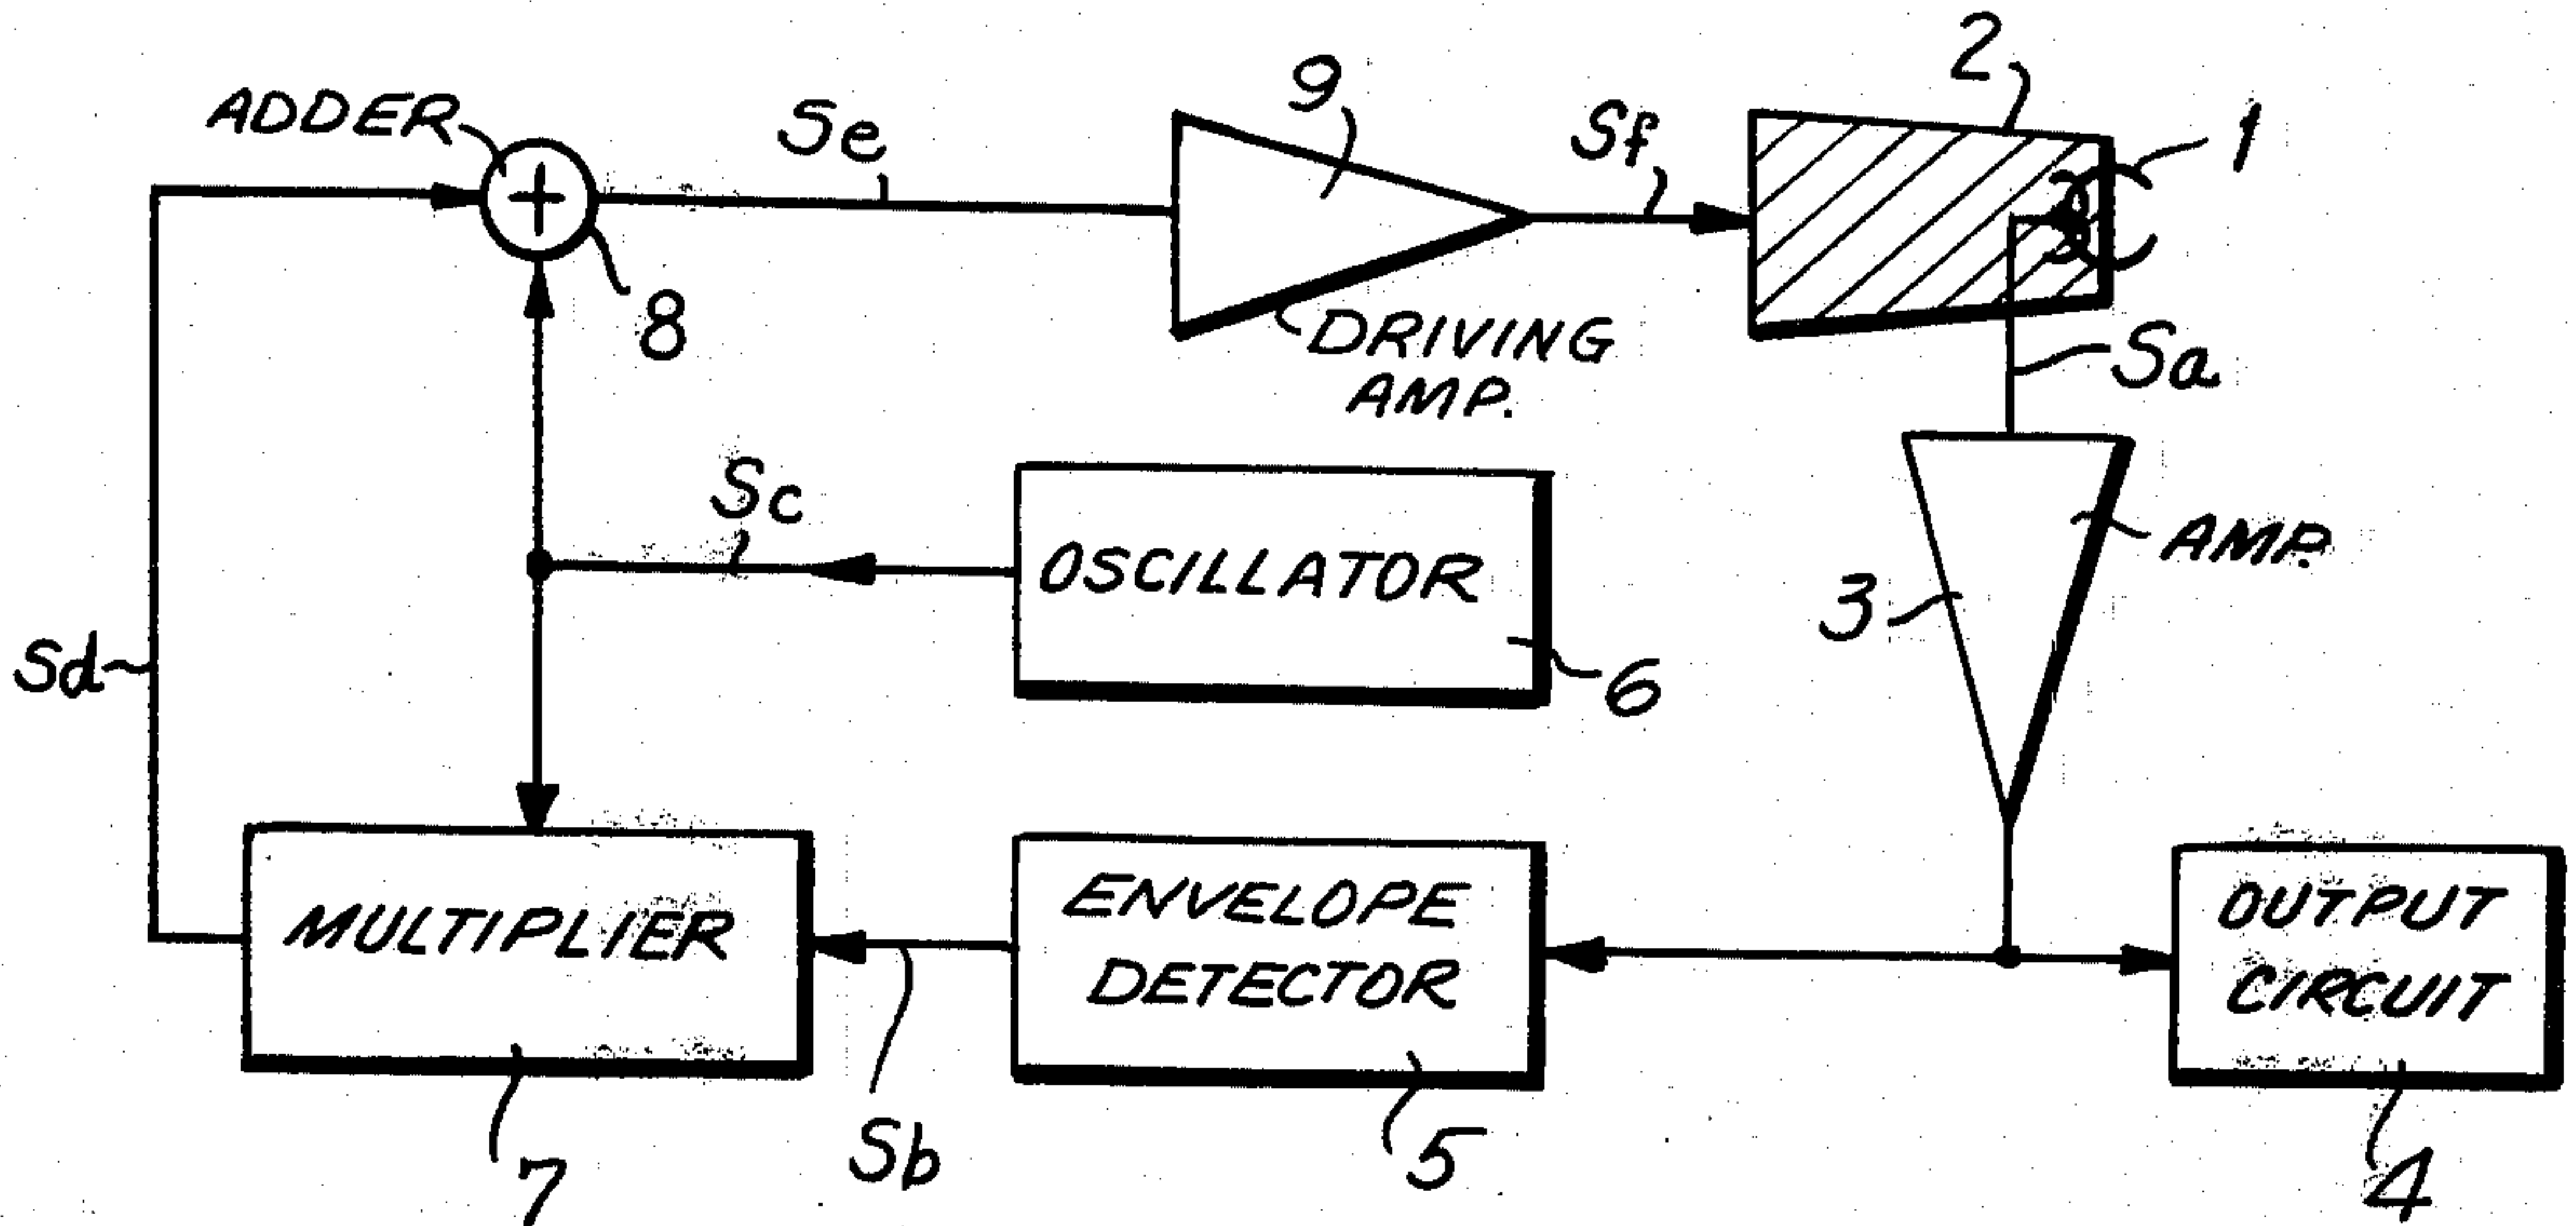 2
9
ADDER
Se
Sf
1
8
DRIVING
AMP.
Sa
Sc
OSCILLATOR
AMP.
3
Sd
6
MULTIPLIER
ENVELOPE
DETECTOR
OUTPUT
CIRCUIT
Sb
7
5
4